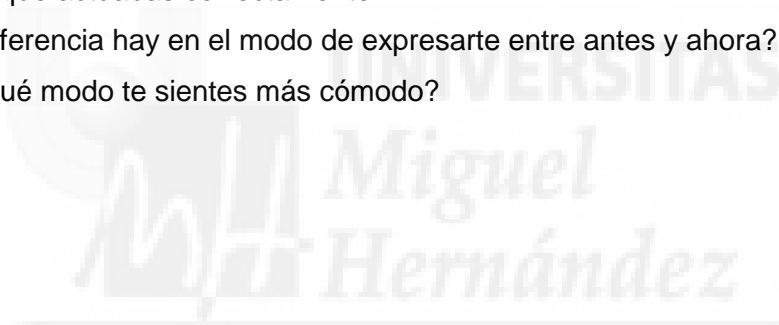 ferencia hay en el modo de expresarte entre antes y ahora?
ué modo te sientes más cómodo?
UNIVERSITAS
Miguel
Hernández